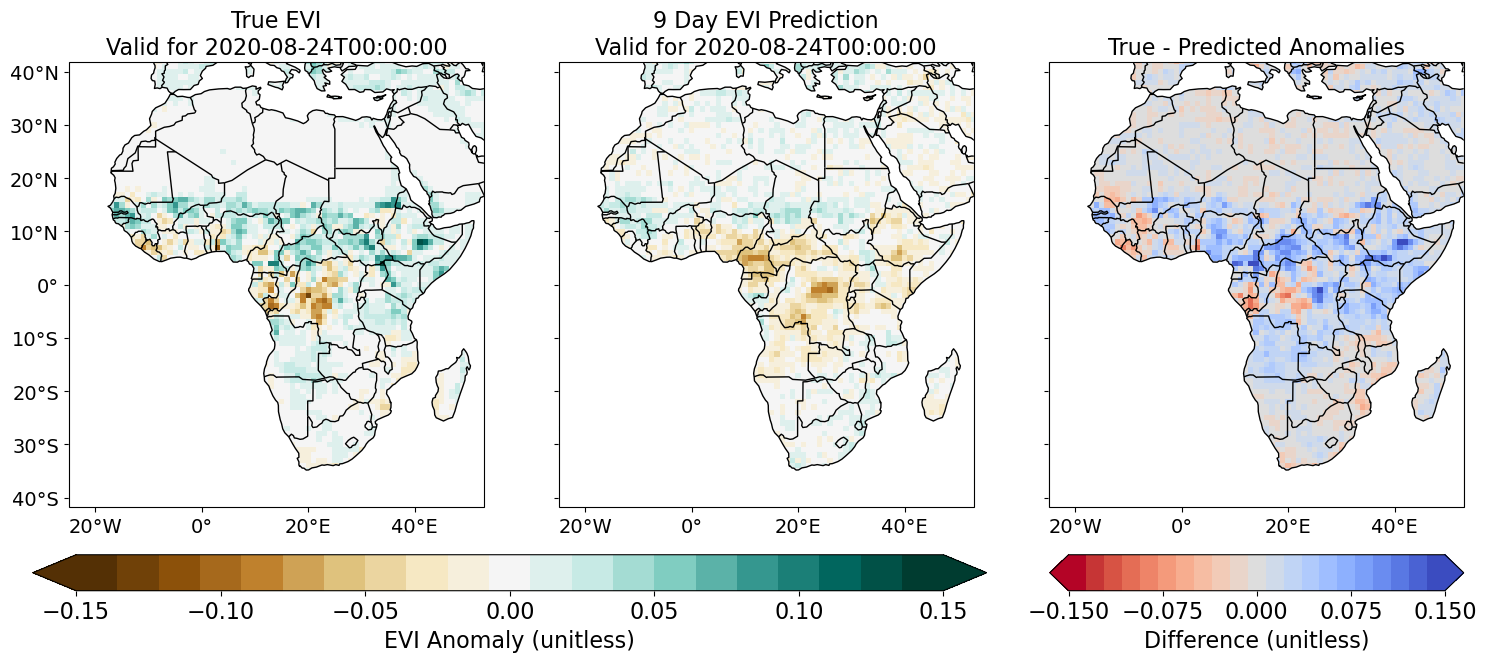 True EVI
Valid for 2020-08-24T00:00:00
9 Day EVI Prediction
Valid for 2020-08-24T00:00:00
True - Predicted Anomalies
40°N
30°N
20°N
10°N
0°
10°S
20°S
30°S
40°S
20°W 0° 20°E 40°E
20°W 0° 20°E 40°E
20°W 0° 20°E 40°E
−0.15 −0.10 −0.05 0.00 0.05 0.10 0.15
EVI Anomaly (unitless)
−0.150 −0.075 0.000 0.075 0.150
Difference (unitless)